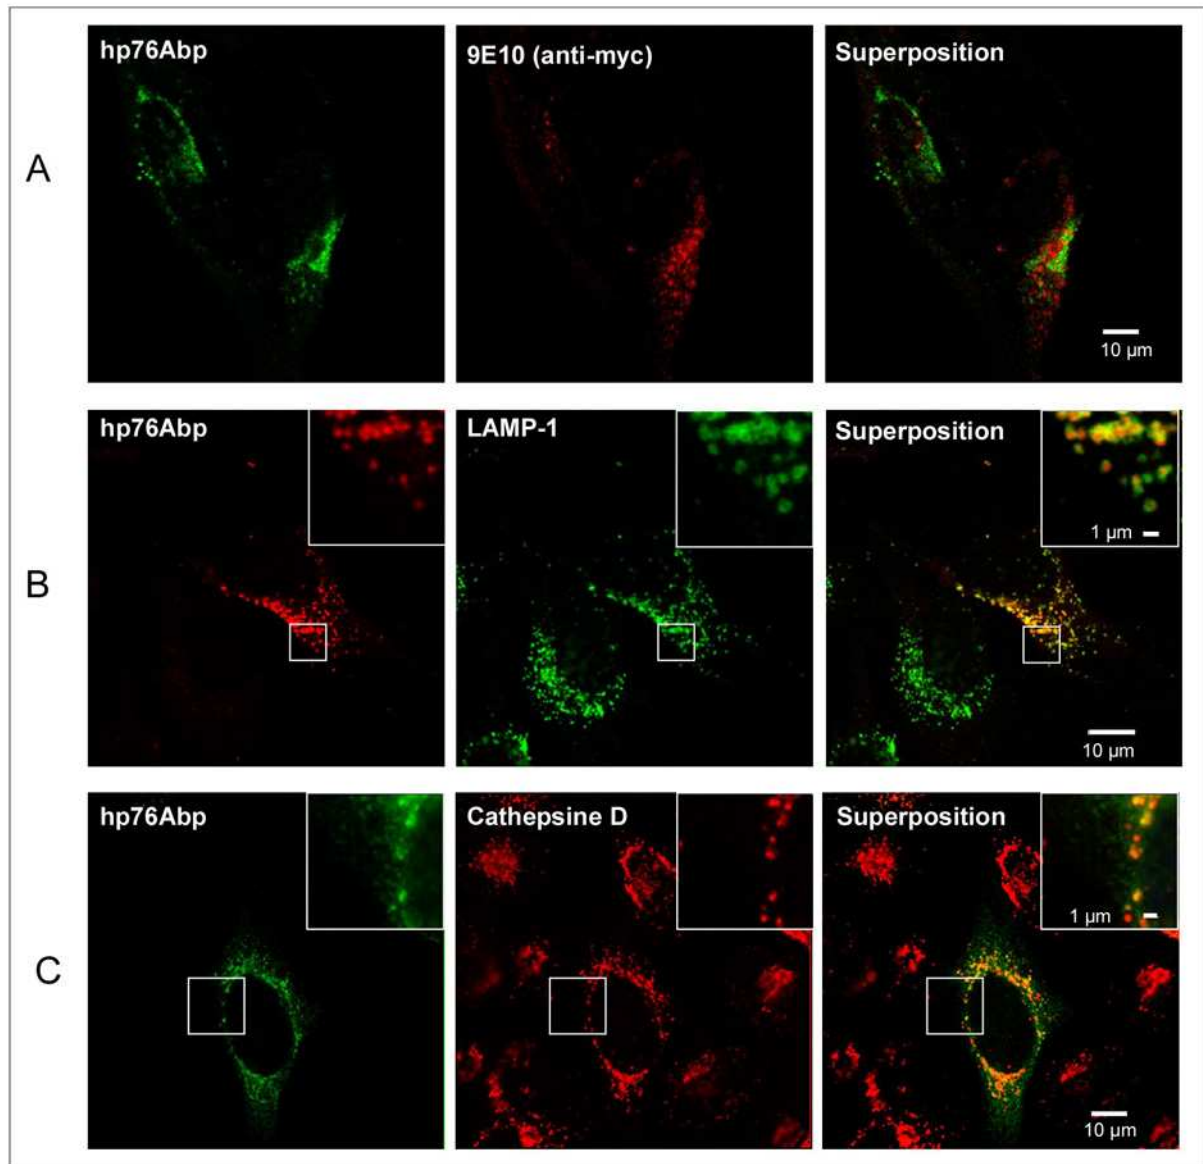 hp76Abp
9E10 (anti-myc)
Superposition
A
10 µm
hp76Abp
LAMP-1
Superposition
1 µm
B
10 µm
hp76Abp
Cathepsine D
Superposition
1 µm
C
10 µm